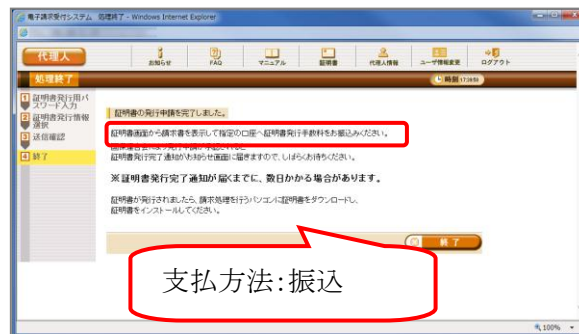 電子請求受付システム 処理終了 - Windows Internet Explorer
代理人
お知らせ
FAQ
マニュアル
証明書
代理人情報
ユーザ情報変更
ログアウト
処理終了
時刻
1 証明書発行用パスワード入力
2 証明書発行情報選択
3 送信確認
4 終了
証明書の発行申請を完了しました。
証明書画面から請求書を表示して指定の口座へ証明書発行手数料をお振込みください。
証明書発行完了通知がお知らせ画面に届きますので、しばらくお待ちください。
※証明書発行完了通知が届くまでに、数日かかる場合があります。
証明書が発行されましたら、請求処理を行うパソコンに証明書をダウンロードし、
証明書をインストールしてください。
終了
支払方法:振込
100%